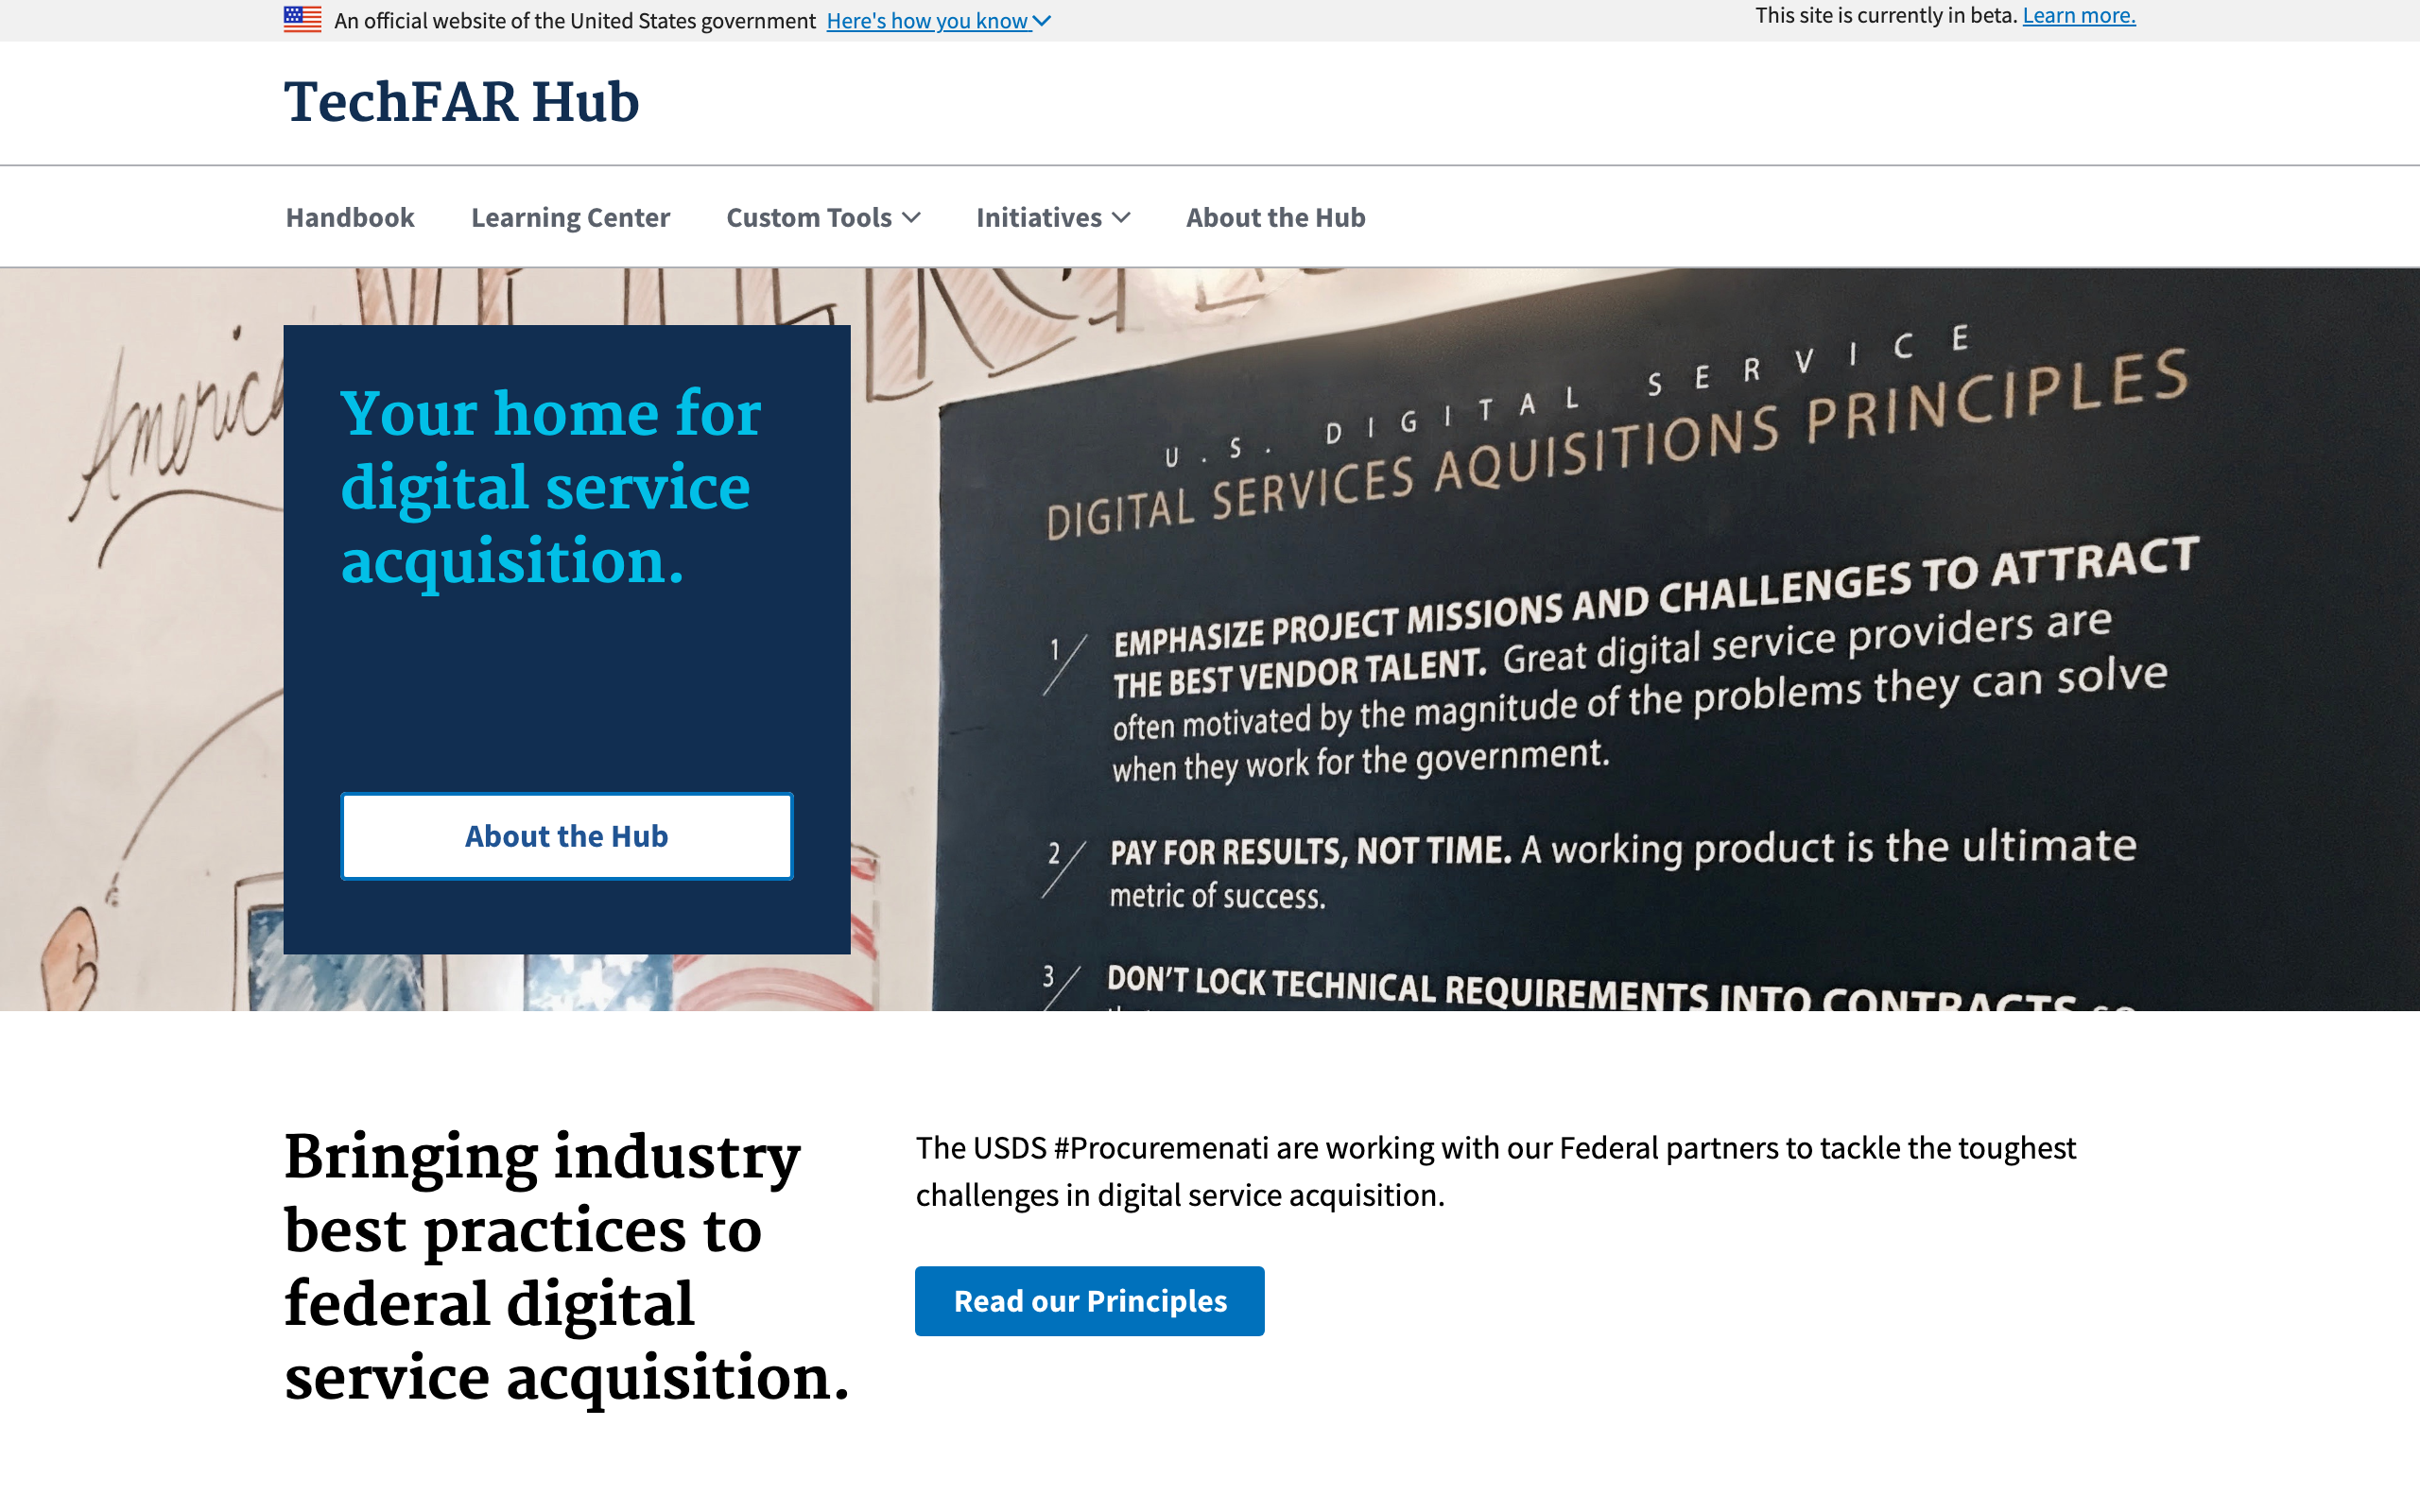 An official website of the United States government Here's how you know
This site is currently in beta. Learn more.
TechFAR Hub
Handbook Learning Center Custom Tools Initiatives About the Hub
America
Your home for
digital service
acquisition.
About the Hub
U.S. DIGITAL SERVICE
DIGITAL SERVICES AQUISITIONS PRINCIPLES
1/ EMPHASIZE PROJECT MISSIONS AND CHALLENGES TO ATTRACT
THE BEST VENDOR TALENT. Great digital service providers are
often motivated by the magnitude of the problems they can solve
when they work for the government.
2/ PAY FOR RESULTS, NOT TIME. A working product is the ultimate
metric of success.
3/ DON'T LOCK TECHNICAL REQUIREMENTS INTO CONTRACTS so
Bringing industry
best practices to
federal digital
service acquisition.
The USDS #Procuremenati are working with our Federal partners to tackle the toughest
challenges in digital service acquisition.
Read our Principles